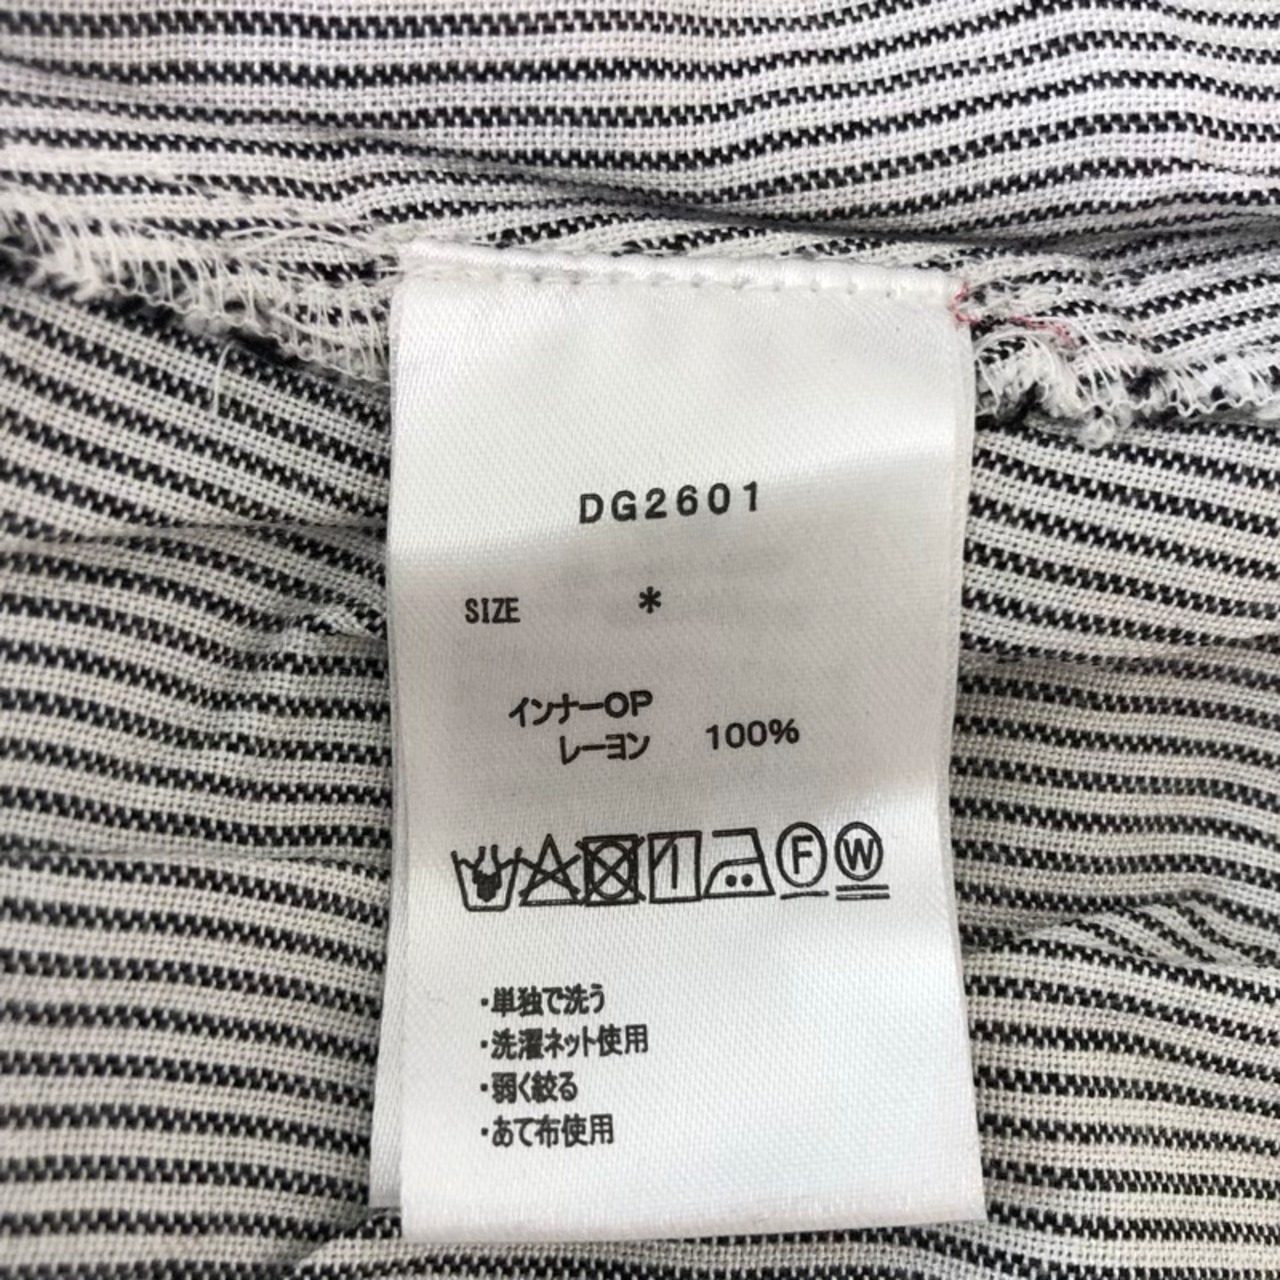 DG2601
SIZE *
インナーOP
レーヨン 100%
F W
・単独で洗う
・洗濯ネット使用
・弱く絞る
・あて布使用